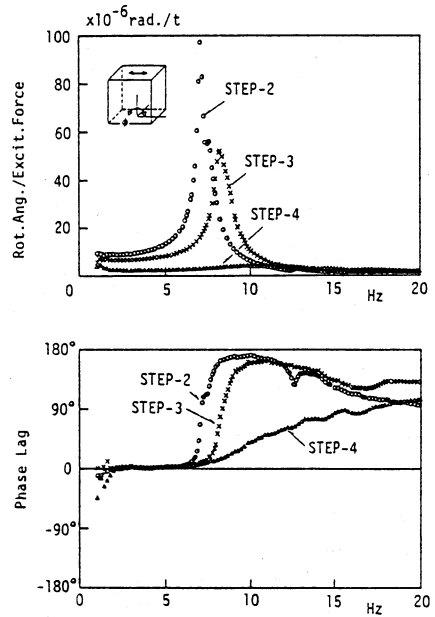 x10-6rad./t
Rot.Ang./Excit.Force
100
80
60
40
20
0
5
10
15
20
Hz
STEP-2
STEP-3
STEP-4
Phase Lag
180°
90°
0
-90°
-180°
0
5
10
15
20
Hz
STEP-2
STEP-3
STEP-4